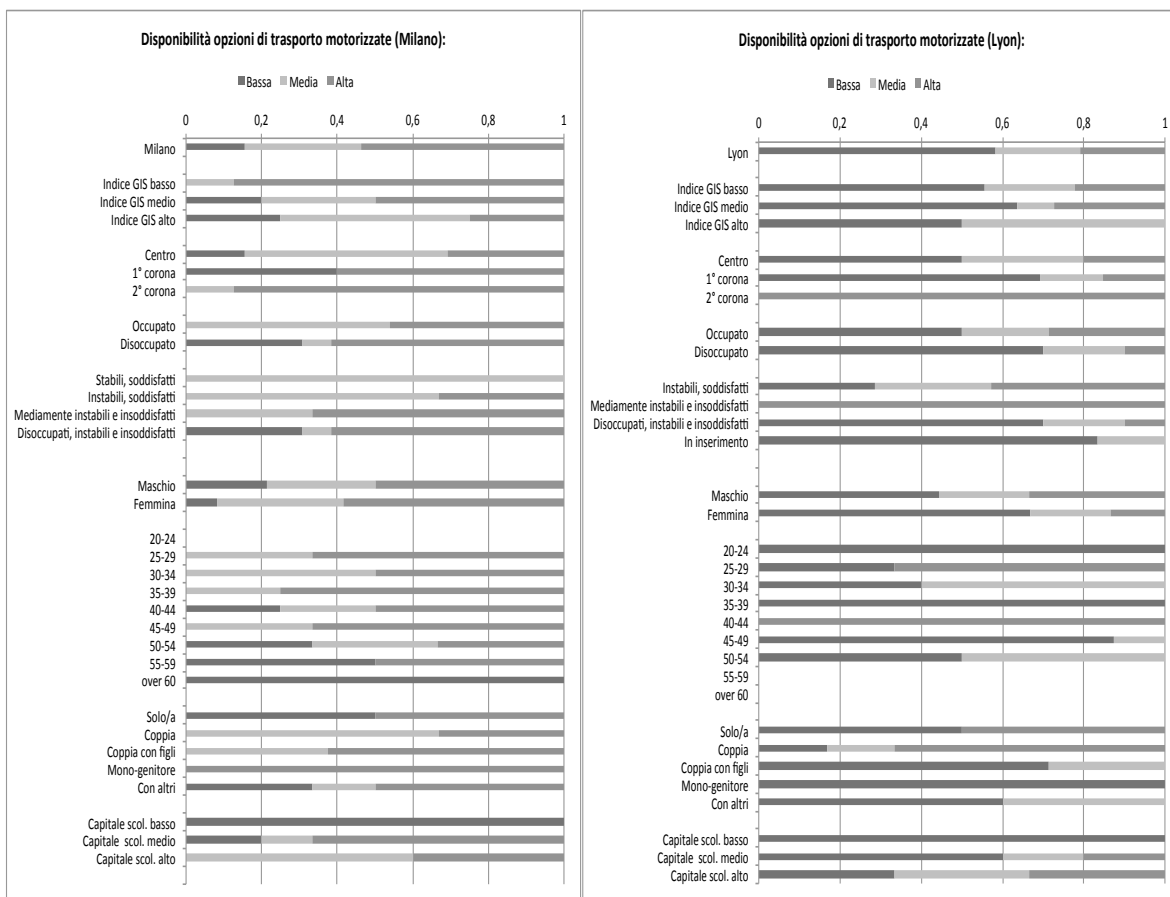 Disponibilità opzioni di trasporto motorizzate (Milano):
Bassa Media Alta
0 0,2 0,4 0,6 0,8 1
Milano
Indice GIS basso
Indice GIS medio
Indice GIS alto
Centro
1° corona
2° corona
Occupato
Disoccupato
Stabili, soddisfatti
Instabili, soddisfatti
Mediamente instabili e insoddisfatti
Disoccupati, instabili e insoddisfatti
Maschio
Femmina
20-24
25-29
30-34
35-39
40-44
45-49
50-54
55-59
over 60
Solo/a
Coppia
Coppia con figli
Mono-genitore
Con altri
Capitale scol. basso
Capitale scol. medio
Capitale scol. alto
Disponibilità opzioni di trasporto motorizzate (Lyon):
Bassa Media Alta
0 0,2 0,4 0,6 0,8 1
Lyon
Indice GIS basso
Indice GIS medio
Indice GIS alto
Centro
1° corona
2° corona
Occupato
Disoccupato
Instabili, soddisfatti
Mediamente instabili e insoddisfatti
Disoccupati, instabili e insoddisfatti
In inserimento
Maschio
Femmina
20-24
25-29
30-34
35-39
40-44
45-49
50-54
55-59
over 60
Solo/a
Coppia
Coppia con figli
Mono-genitore
Con altri
Capitale scol. basso
Capitale scol. medio
Capitale scol. alto